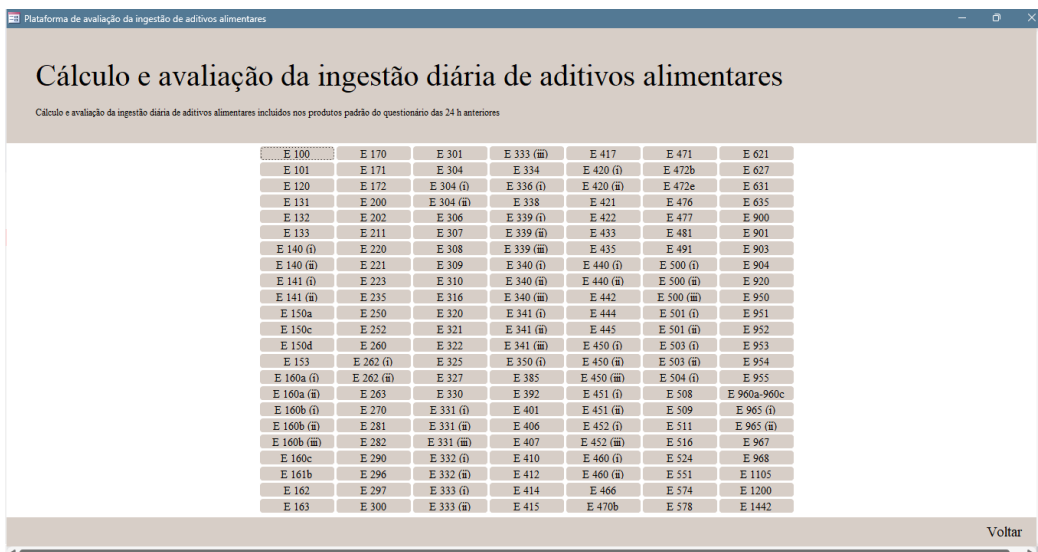 Plataforma de avaliação da ingestão de aditivos alimentares
Cálculo e avaliação da ingestão diária de aditivos alimentares
Cálculo e avaliação da ingestão diária de aditivos alimentares incluidos nos produtos padrão do questionário das 24 h anteriores
E 100 E 170 E 301 E 333 (iii) E 417 E 471 E 621
E 101 E 171 E 304 E 334 E 420 (i) E 472b E 627
E 120 E 172 E 304 (i) E 336 (i) E 420 (ii) E 472e E 631
E 131 E 200 E 304 (ii) E 338 E 421 E 476 E 635
E 132 E 202 E 306 E 339 (i) E 422 E 477 E 900
E 133 E 211 E 307 E 339 (ii) E 433 E 481 E 901
E 140 (i) E 220 E 308 E 339 (iii) E 435 E 491 E 903
E 140 (ii) E 221 E 309 E 340 (i) E 440 (i) E 500 (i) E 904
E 141 (i) E 223 E 310 E 340 (ii) E 440 (ii) E 500 (ii) E 920
E 141 (ii) E 235 E 316 E 340 (iii) E 442 E 500 (iii) E 950
E 150a E 250 E 320 E 341 (i) E 444 E 501 (i) E 951
E 150c E 252 E 321 E 341 (ii) E 445 E 501 (ii) E 952
E 150d E 260 E 322 E 341 (iii) E 450 (i) E 503 (i) E 953
E 153 E 262 (i) E 325 E 350 (i) E 450 (ii) E 503 (ii) E 954
E 160a (i) E 262 (ii) E 327 E 385 E 450 (iii) E 504 (i) E 955
E 160a (ii) E 263 E 330 E 392 E 451 (i) E 508 E 960a-960c
E 160b (i) E 270 E 331 (i) E 401 E 451 (ii) E 509 E 965 (i)
E 160b (ii) E 281 E 331 (ii) E 406 E 452 (i) E 511 E 965 (ii)
E 160b (iii) E 282 E 331 (iii) E 407 E 452 (iii) E 516 E 967
E 160c E 290 E 332 (i) E 410 E 460 (i) E 524 E 968
E 161b E 296 E 332 (ii) E 412 E 460 (ii) E 551 E 1105
E 162 E 297 E 333 (i) E 414 E 466 E 574 E 1200
E 163 E 300 E 333 (ii) E 415 E 470b E 578 E 1442
Voltar